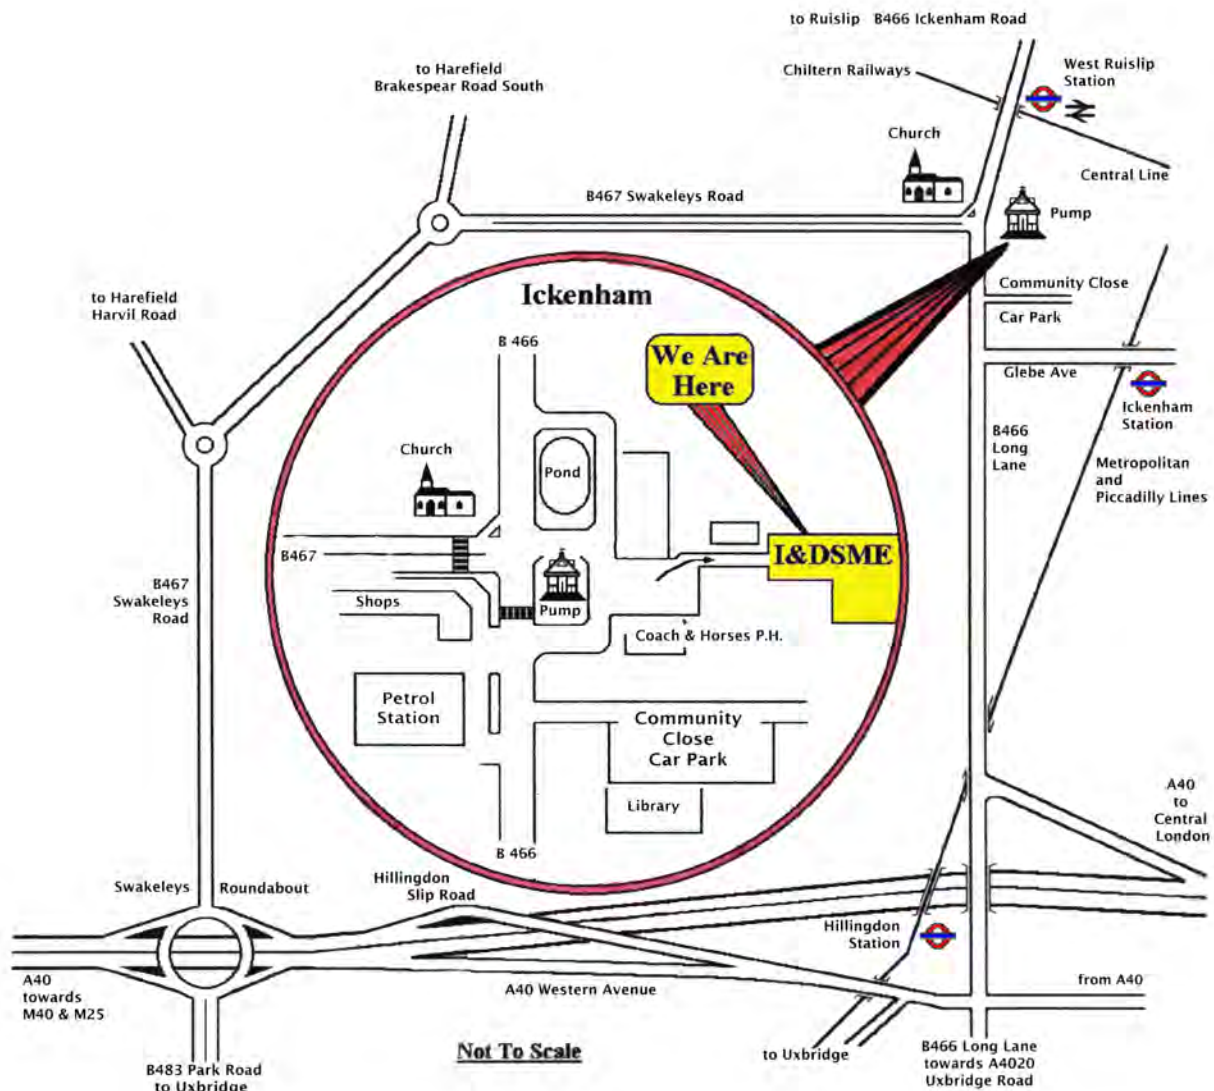 to Ruislip B466 Ickenham Road
to Harefield
Brakespear Road South
Chiltern Railways
West Ruislip
Station
Church
Central Line
B467 Swakeleys Road
Pump
to Harefield
Harvil Road
Ickenham
Community Close
Car Park
B 466
We Are
Here
Glebe Ave
Ickenham
Station
B466
Long
Lane
Church
Pond
Metropolitan
and
Piccadilly Lines
B467
I&DSME
B467
Swakeleys
Road
Shops
Pump
Coach & Horses P.H.
Petrol
Station
Community
Close
Car Park
Library
A40
to
Central
London
B 466
Swakeleys Roundabout
Hillingdon
Slip Road
Hillingdon
Station
A40
towards
M40 & M25
A40 Western Avenue
from A40
Not To Scale
to Uxbridge
B466 Long Lane
towards A4020
Uxbridge Road
B483 Park Road
to Uxbridge